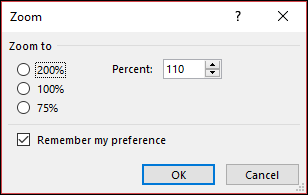 Zoom ?
Zoom to
200% Percent: 110
100%
75%
Remember my preference
OK Cancel